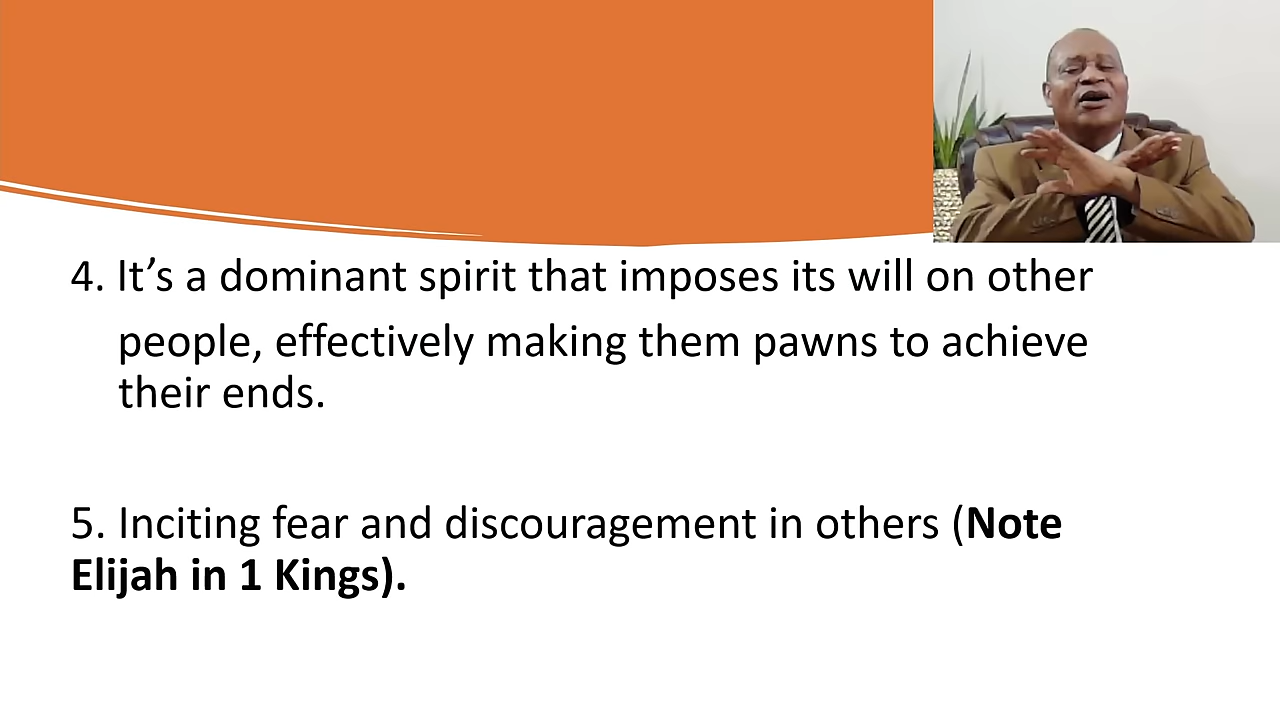 4. It’s a dominant spirit that imposes its will on other
people, effectively making them pawns to achieve
their ends.
5. Inciting fear and discouragement in others (Note
Elijah in 1 Kings).